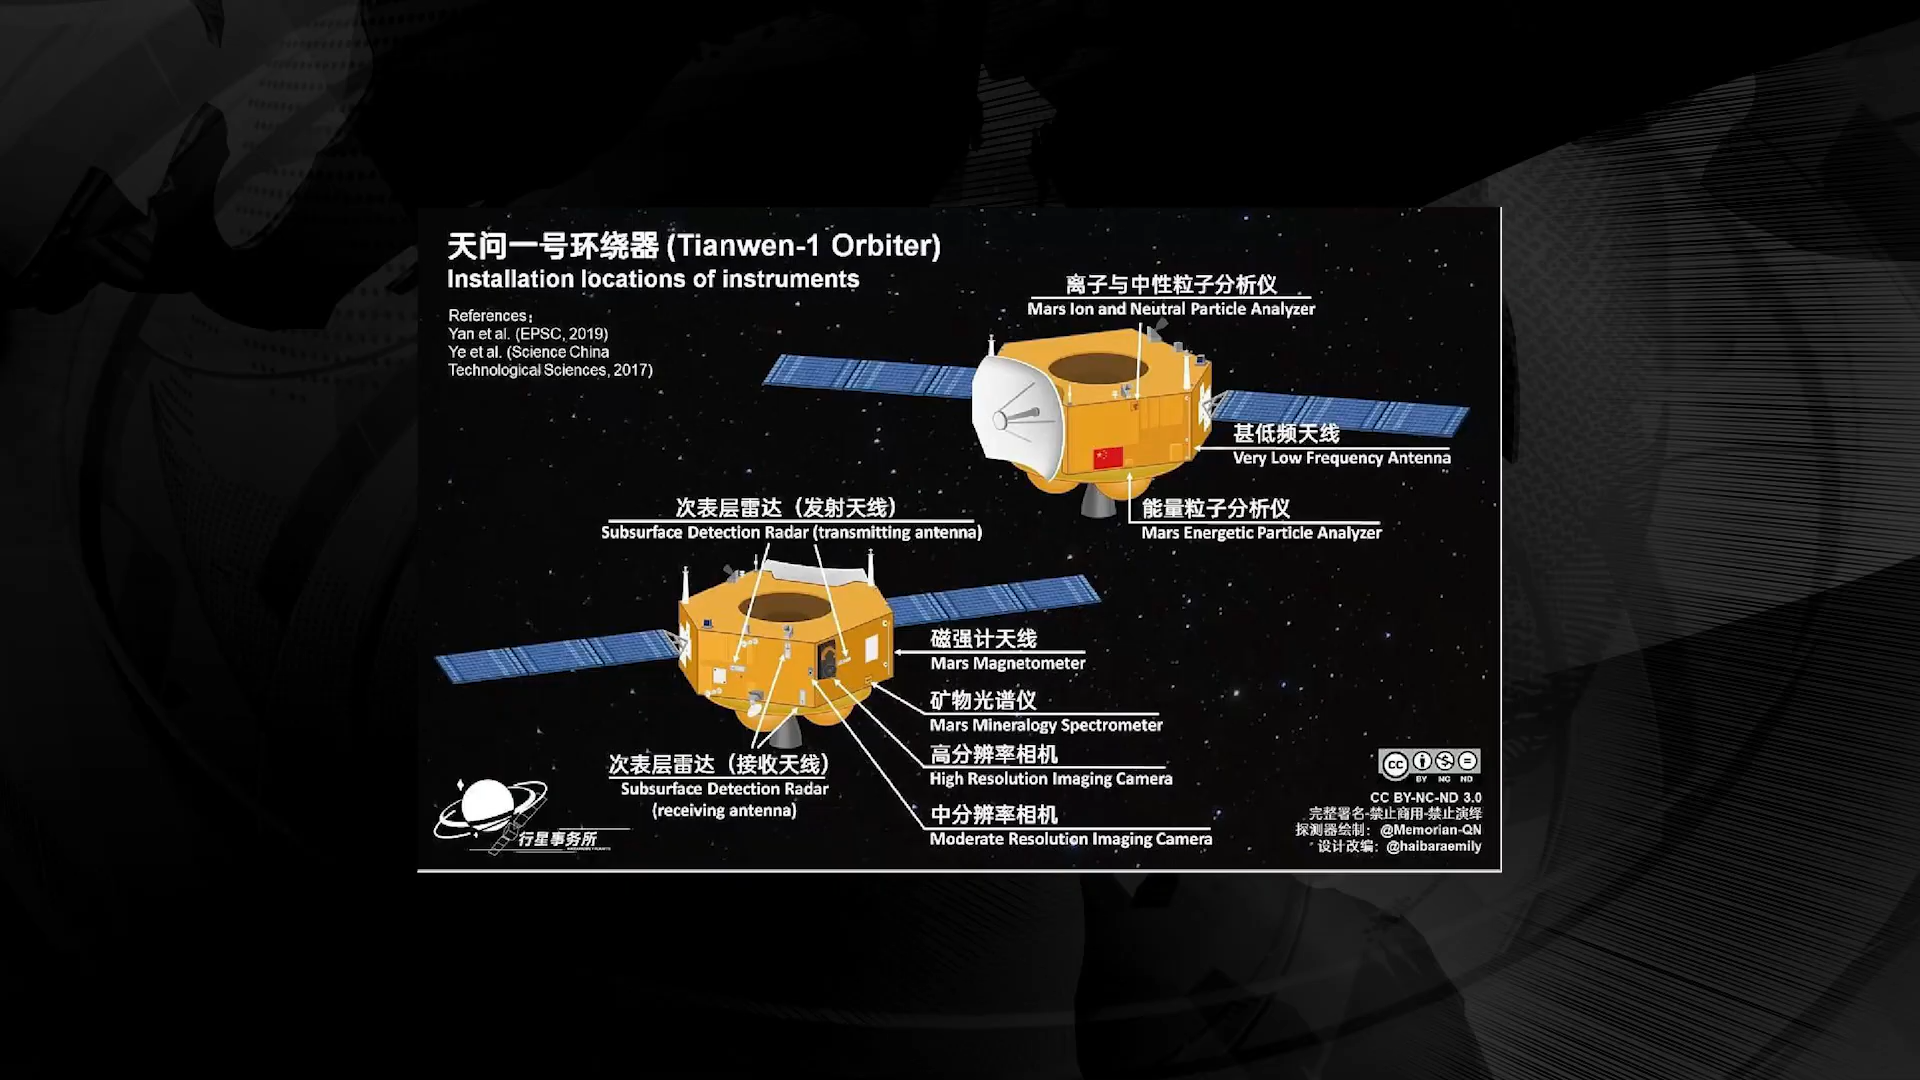 天问一号环绕器 (Tianwen-1 Orbiter)
Installation locations of instruments
References:
Yan et al. (EPSC, 2019)
Ye et al. (Science China
Technological Sciences, 2017)
离子与中性粒子分析仪
Mars Ion and Neutral Particle Analyzer
甚低频天线
Very Low Frequency Antenna
能量粒子分析仪
Mars Energetic Particle Analyzer
次表层雷达（发射天线）
Subsurface Detection Radar (transmitting antenna)
磁强计天线
Mars Magnetometer
矿物光谱仪
Mars Mineralogy Spectrometer
高分辨率相机
High Resolution Imaging Camera
中分辨率相机
Moderate Resolution Imaging Camera
次表层雷达（接收天线）
Subsurface Detection Radar
(receiving antenna)
行星事务所
cc
BY NC ND
CC BY-NC-ND 3.0
完整署名-禁止商用-禁止演绎
探测器绘制：@Memorian-QN
设计改编：@haibaraemily